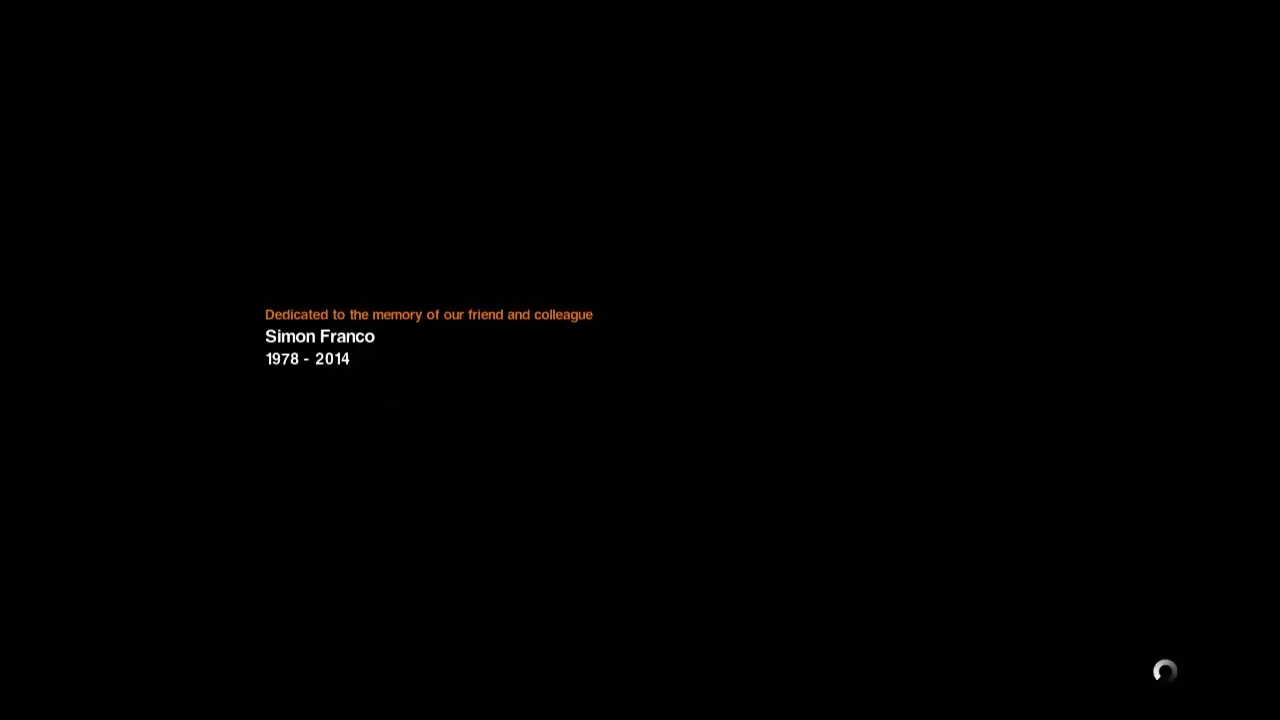 Dedicated to the memory of our friend and colleague
Simon Franco
1978 - 2014